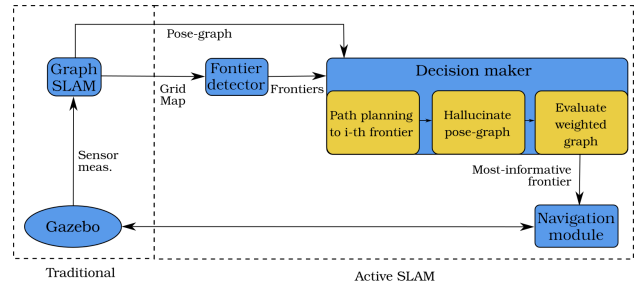 Pose-graph
Graph
SLAM
Grid
Map
Fontier
detector
Frontiers
Decision maker
Path planning
to i-th frontier
Hallucinate
pose-graph
Evaluate
weighted
graph
Sensor
meas.
Most-informative
frontier
Gazebo
Navigation
module
Traditional
Active SLAM